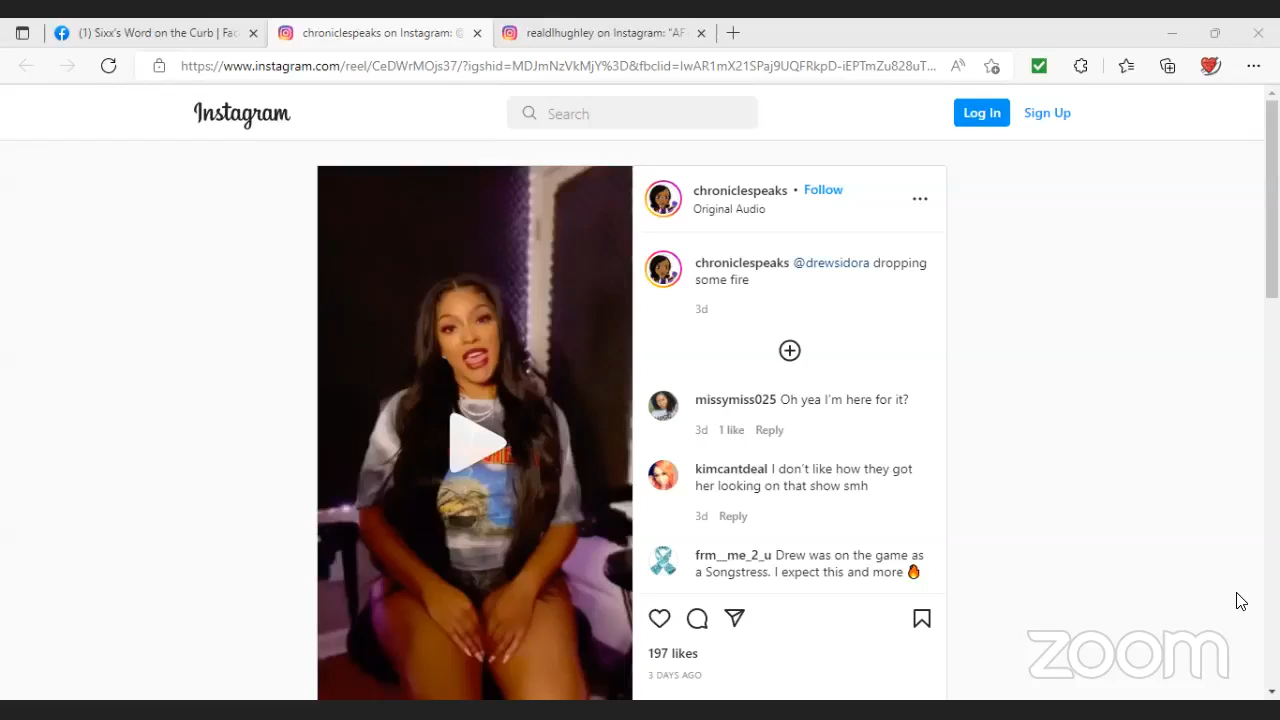 (1) Sixx's Word on the Curb | Fac
chroniclespeaks on Instagram: @
realdlhughley on Instagram: "AF
https://www.instagram.com/reel/CeDWrMOjs37/?igshid=MDJmNzVkMjY%3D&fbclid=IwAR1mX21SPaj9UQFRkpD-iEPTmZu828uT...
Instagram
Search
Log In
Sign Up
chroniclespeaks • Follow
Original Audio
chroniclespeaks @drewsidora dropping
some fire
3d
missymiss025 Oh yea I'm here for it?
3d 1 like Reply
kimcantdeal I don't like how they got
her looking on that show smh
3d Reply
frm__me_2_u Drew was on the game as
a Songstress. I expect this and more 🔥
197 likes
3 DAYS AGO
zoom